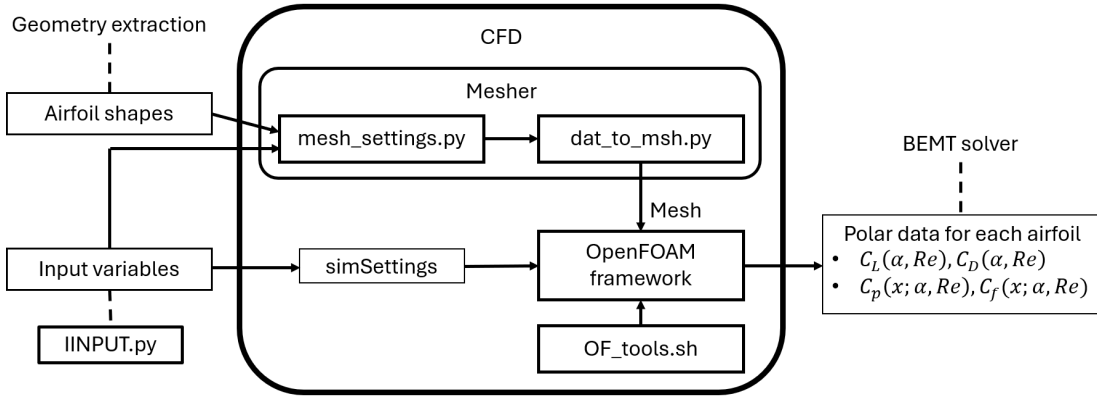 Geometry extraction
CFD
Mesher
Airfoil shapes
mesh_settings.py
dat_to_msh.py
BEMT solver
Mesh
Input variables
simSettings
OpenFOAM
framework
Polar data for each airfoil
• C_L(α, Re), C_D(α, Re)
• C_p(x; α, Re), C_f(x; α, Re)
IINPUT.py
OF_tools.sh